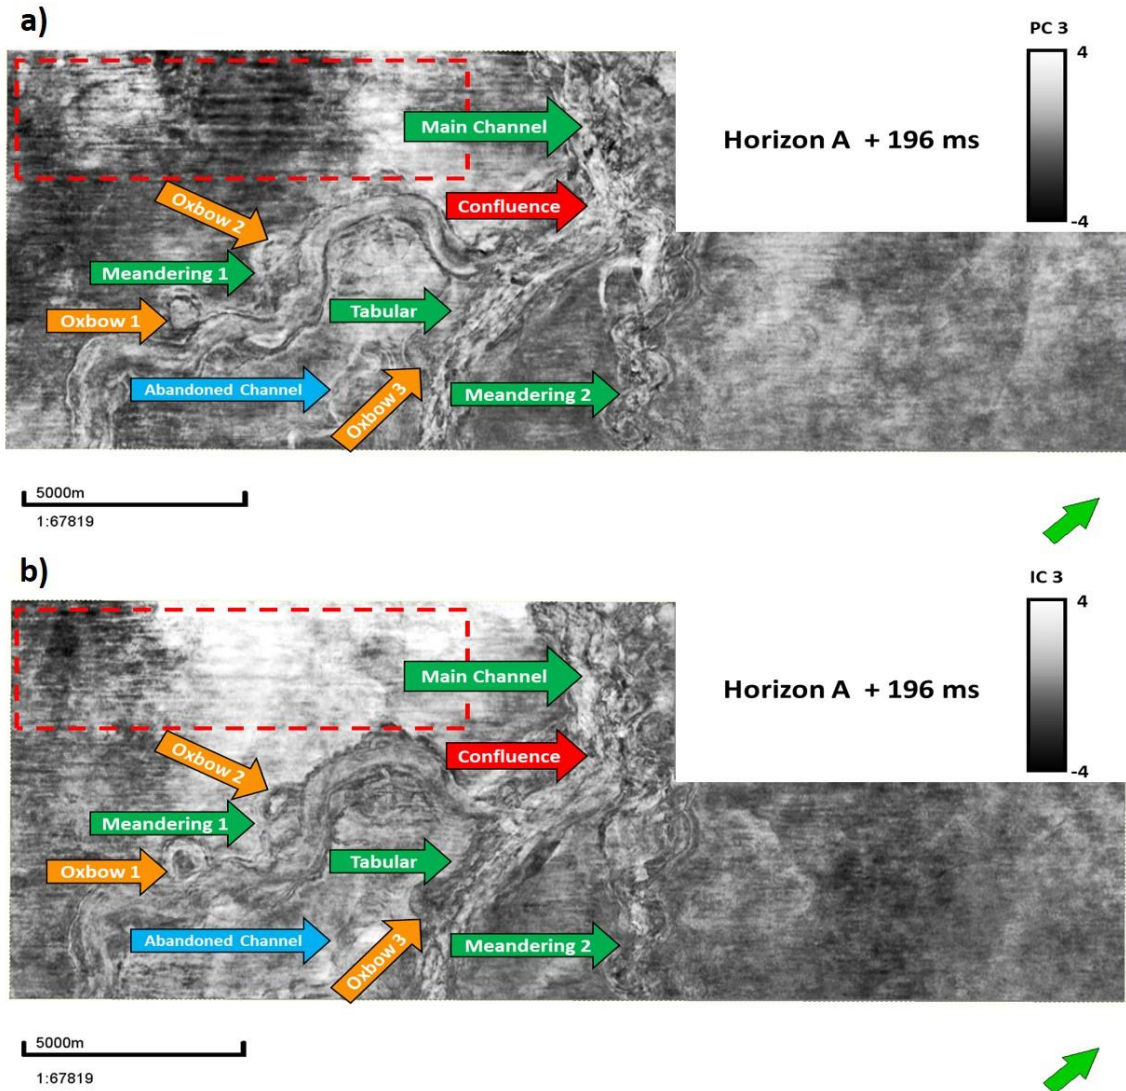 a)
PC 3
4
-4
Horizon A + 196 ms
Main Channel
Oxbow 2
Confluence
Meandering 1
Oxbow 1
Tabular
Abandoned Channel
Oxbow 3
Meandering 2
5000m
1:67819
b)
IC 3
4
-4
Horizon A + 196 ms
Main Channel
Oxbow 2
Confluence
Meandering 1
Oxbow 1
Tabular
Abandoned Channel
Oxbow 3
Meandering 2
5000m
1:67819